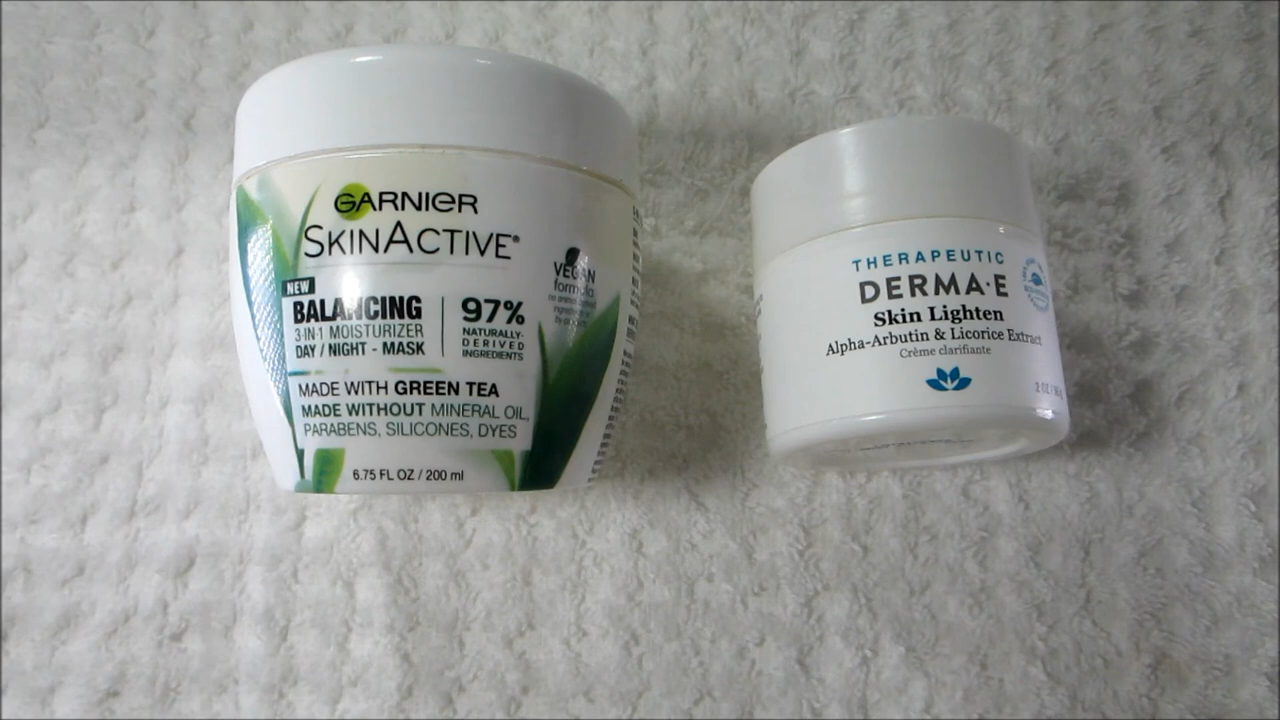 GARNIER
SKINACTIVE®
NEW
BALANCING
3-IN-1 MOISTURIZER
DAY / NIGHT - MASK
97%
NATURALLY-
DERIVED
INGREDIENTS
VEGAN
formula
MADE WITH GREEN TEA
MADE WITHOUT MINERAL OIL,
PARABENS, SILICONES, DYES
6.75 FL OZ / 200 ml
THERAPEUTIC
DERMA·E
Skin Lighten
Alpha-Arbutin & Licorice Extract
Crème clarifiante
2 OZ /